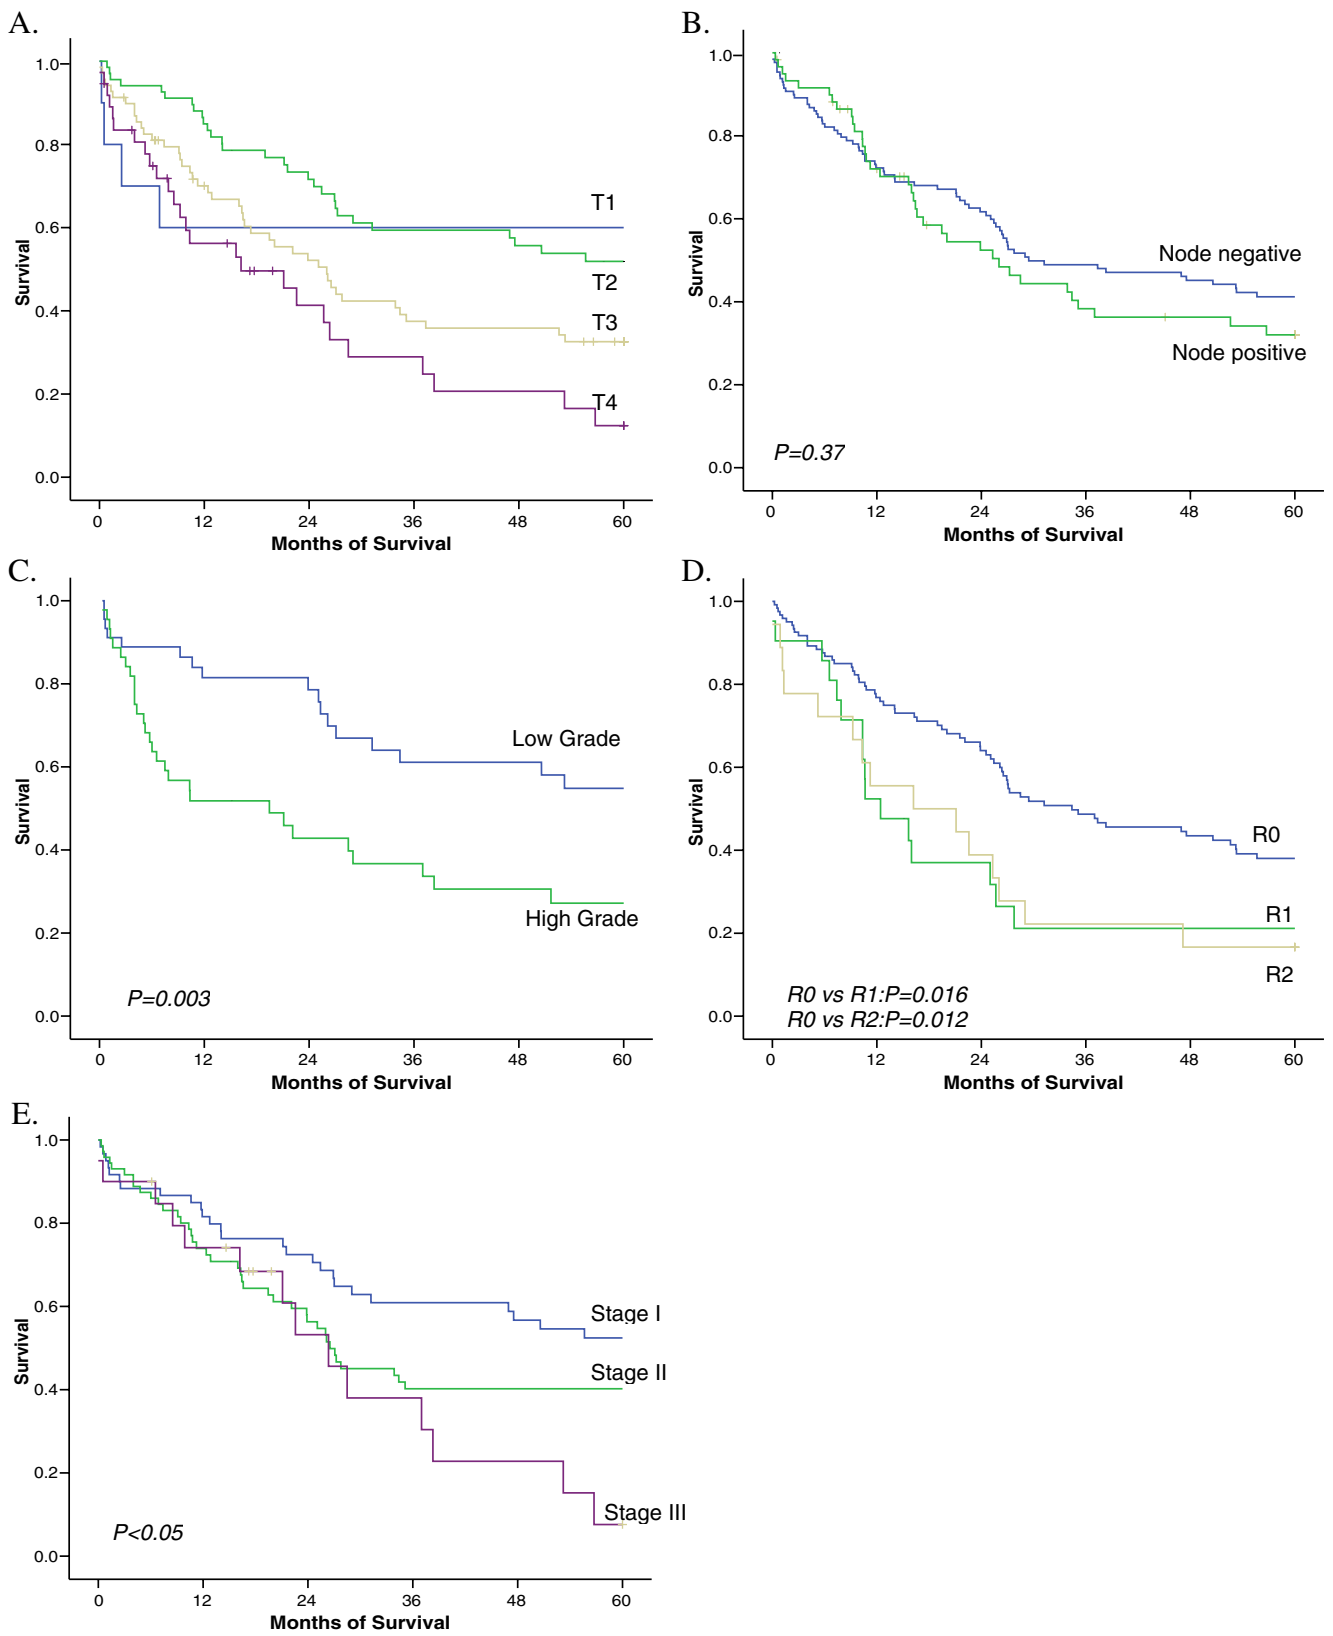 A.
1.0
0.8
0.6
0.4
0.2
0.0
Survival
T1
T2
T3
T4
0 12 24 36 48 60
Months of Survival
B.
1.0
0.8
0.6
0.4
0.2
0.0
Survival
Node negative
Node positive
P=0.37
0 12 24 36 48 60
Months of Survival
C.
1.0
0.8
0.6
0.4
0.2
0.0
Survival
Low Grade
High Grade
P=0.003
0 12 24 36 48 60
Months of Survival
D.
1.0
0.8
0.6
0.4
0.2
0.0
Survival
R0
R1
R2
R0 vs R1:P=0.016
R0 vs R2:P=0.012
0 12 24 36 48 60
Months of Survival
E.
1.0
0.8
0.6
0.4
0.2
0.0
Survival
Stage I
Stage II
Stage III
P<0.05
0 12 24 36 48 60
Months of Survival